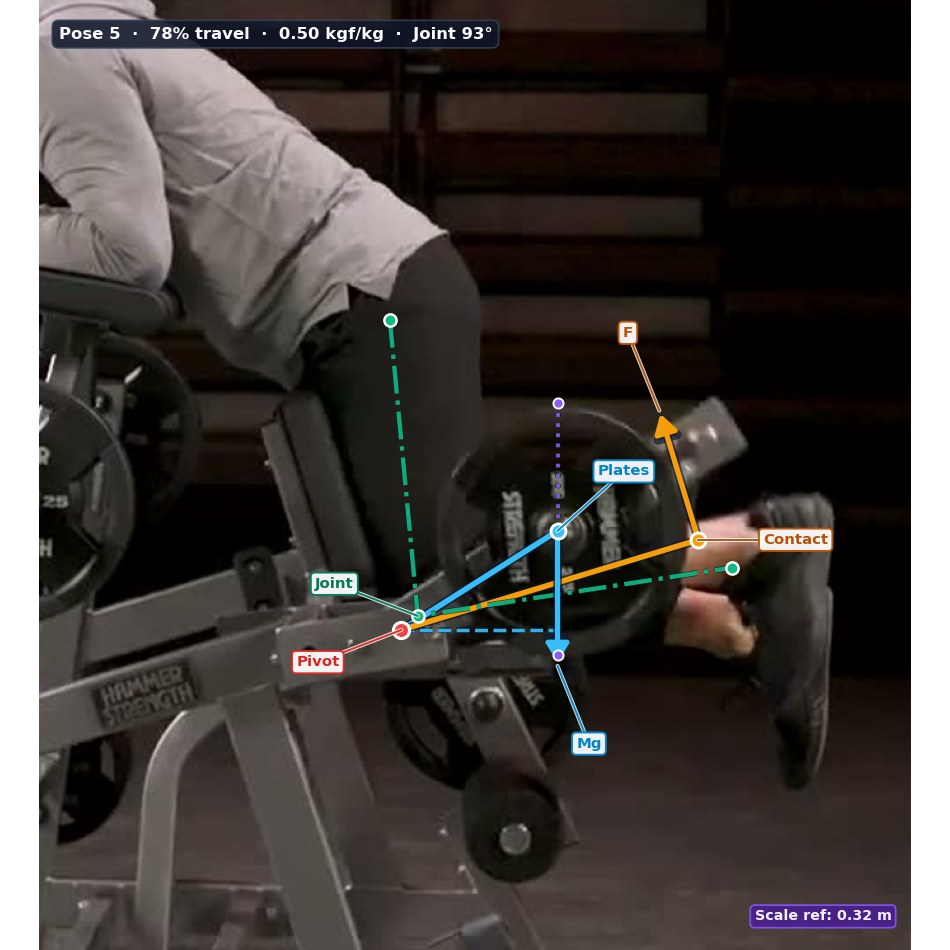 Pose 5 · 78% travel · 0.50 kgf/kg · Joint 93°
F
Plates
Contact
Joint
Pivot
HAMMER
STRENGTH
Mg
25
Scale ref: 0.32 m